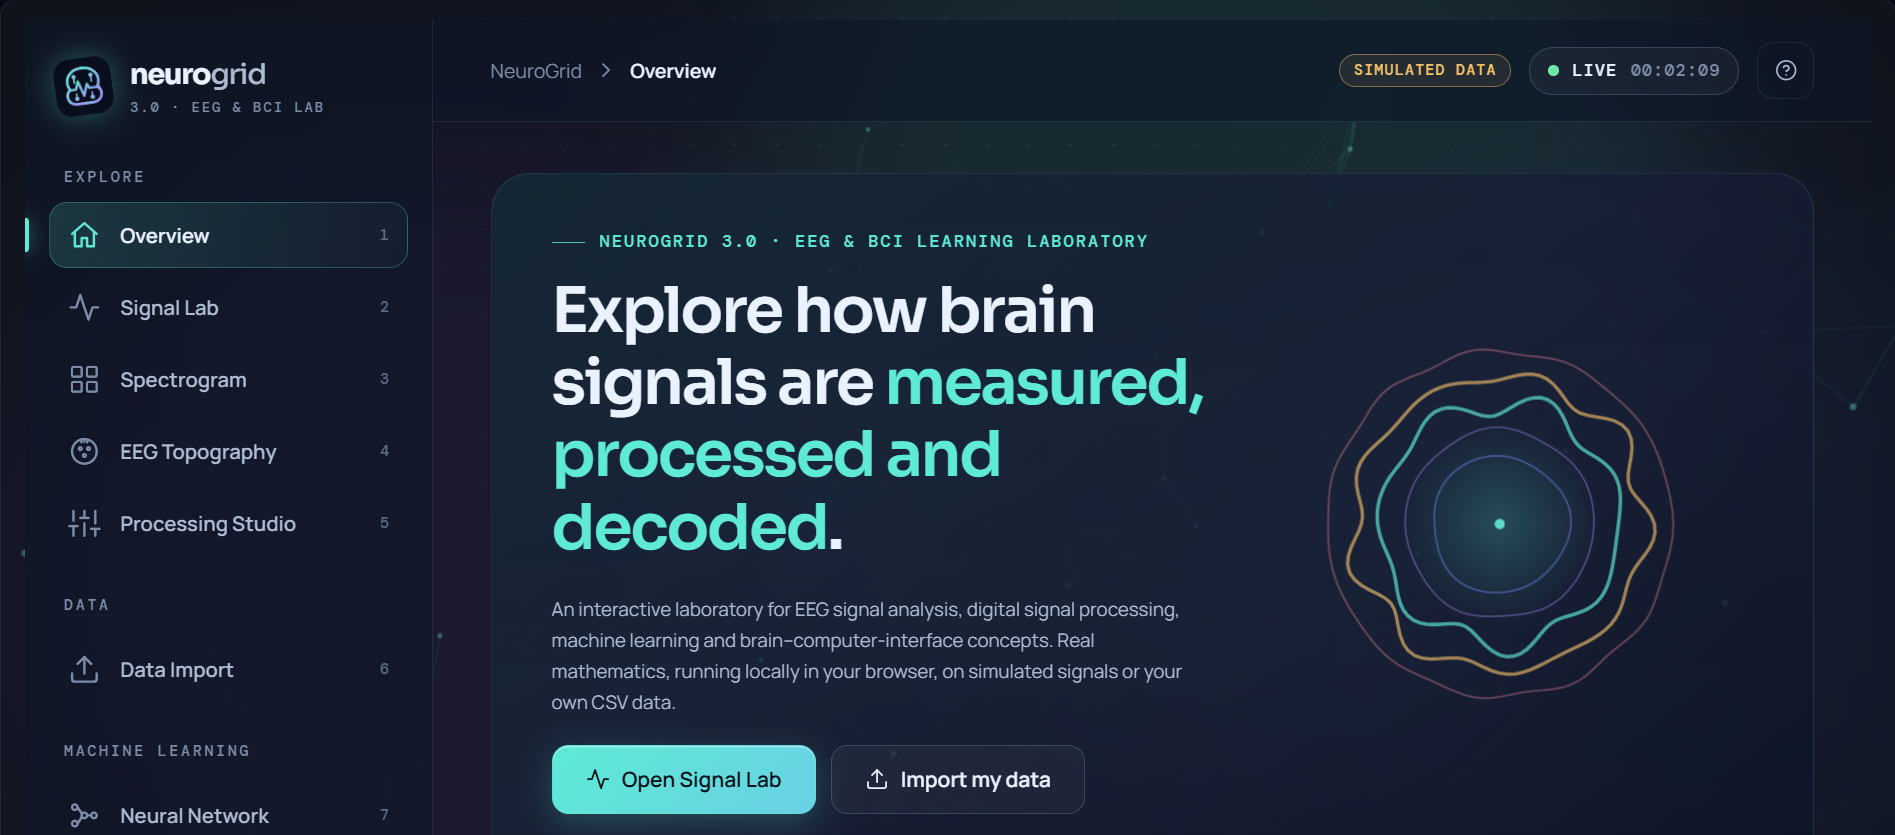 neurogrid
3.0 · EEG & BCI LAB
EXPLORE
Overview 1
Signal Lab 2
Spectrogram 3
EEG Topography 4
Processing Studio 5
DATA
Data Import 6
MACHINE LEARNING
Neural Network 7
NeuroGrid > Overview
SIMULATED DATA
LIVE 00:02:09
NEUROGRID 3.0 · EEG & BCI LEARNING LABORATORY
Explore how brain
signals are measured,
processed and
decoded.
An interactive laboratory for EEG signal analysis, digital signal processing,
machine learning and brain–computer-interface concepts. Real
mathematics, running locally in your browser, on simulated signals or your
own CSV data.
Open Signal Lab
Import my data